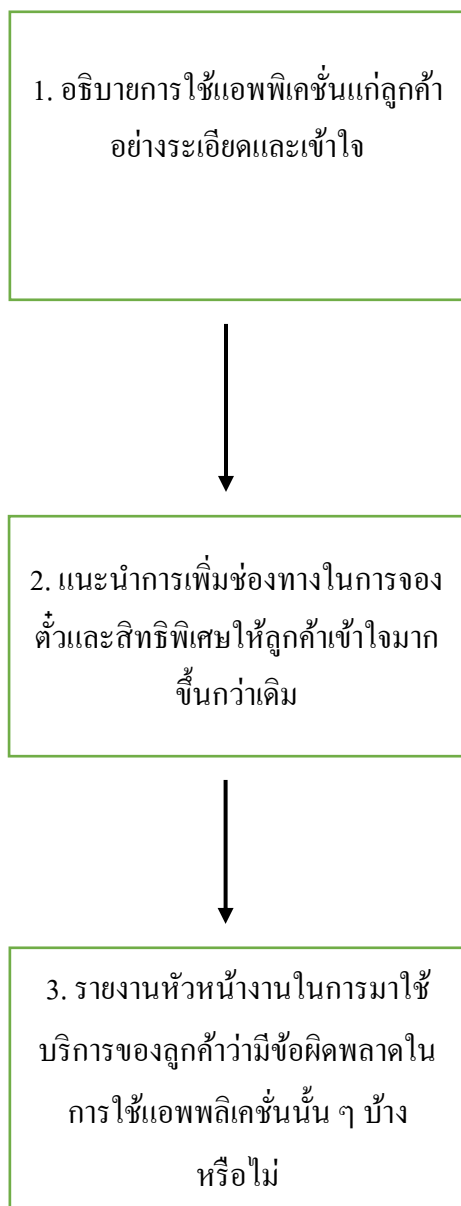 1. อธิบายการใช้แอพพิเคชั่นแก่ลูกค้า
อย่างระเอียดและเข้าใจ
2. แนะนำการเพิ่มช่องทางในการจอง
ตั๋วและสิทธิพิเศษให้ลูกค้าเข้าใจมาก
ขึ้นกว่าเดิม
3. รายงานหัวหน้างานในการมาใช้
บริการของลูกค้าว่ามีข้อผิดพลาดใน
การใช้แอพพลิเคชั่นนั้น ๆ บ้าง
หรือไม่